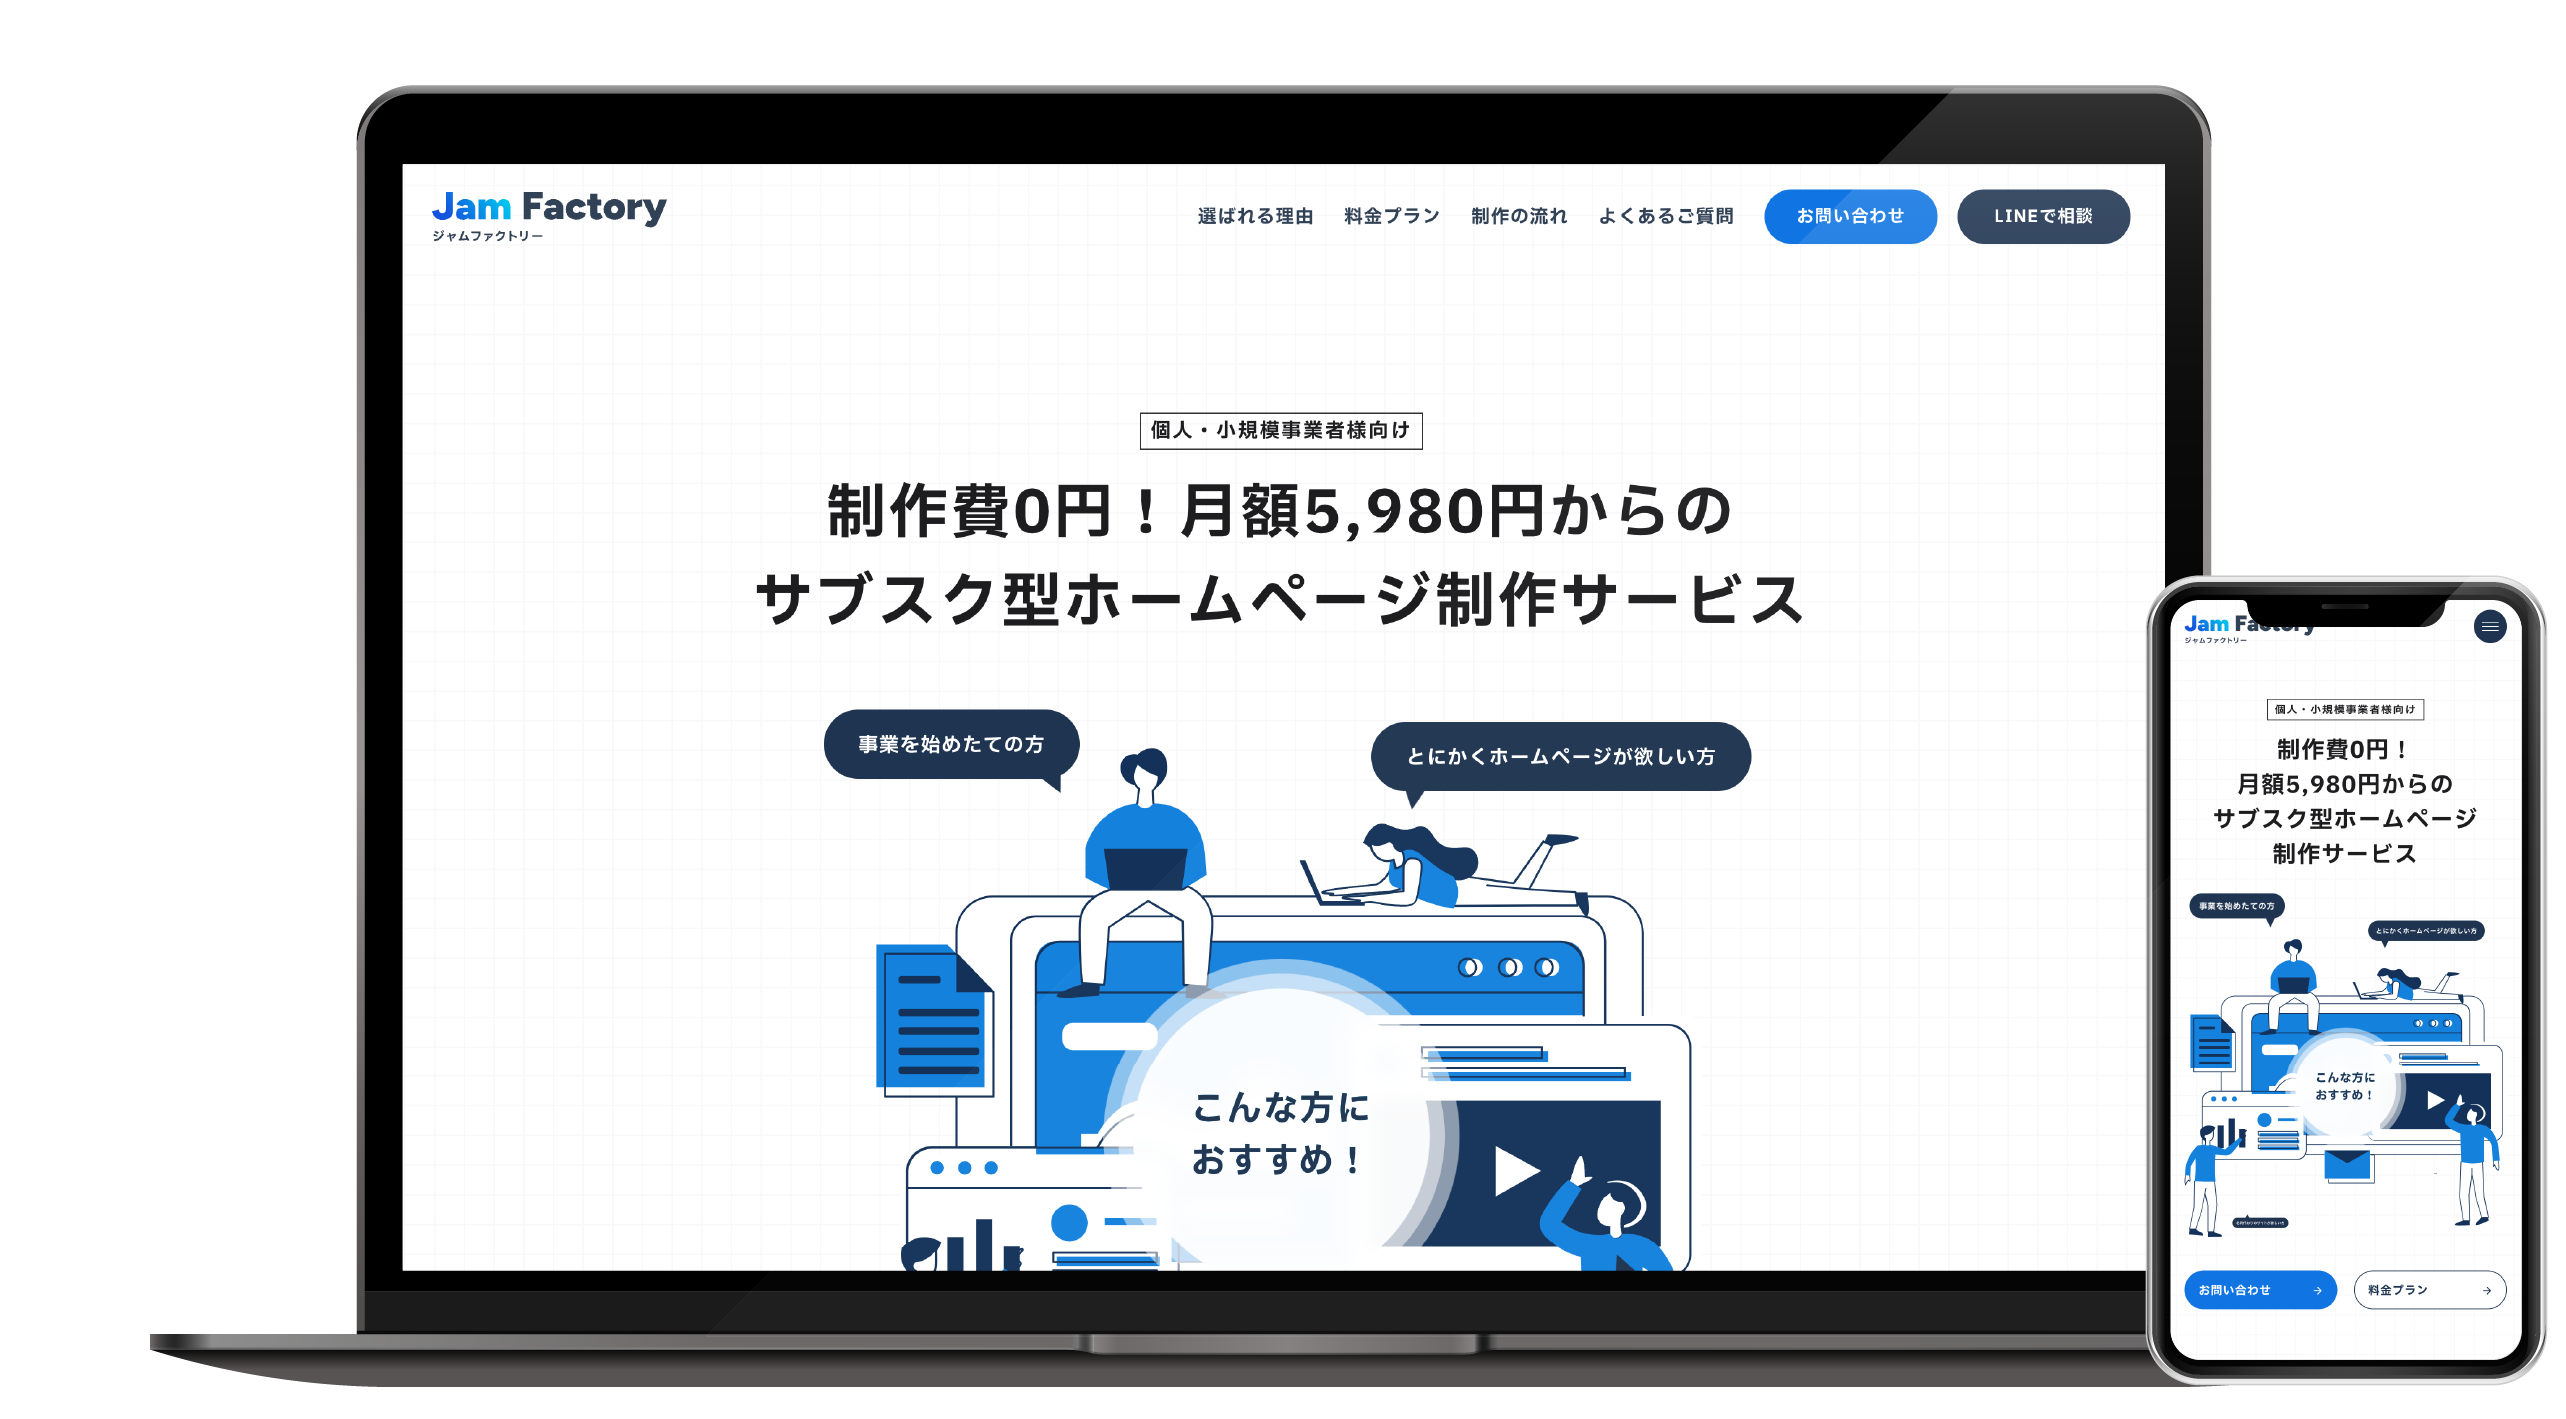 Jam Factory
ジャムファクトリー
選ばれる理由
料金プラン
制作の流れ
よくあるご質問
お問い合わせ
LINEで相談
個人・小規模事業者様向け
制作費0円！月額5,980円からの
サブスク型ホームページ制作サービス
事業を始めたての方
とにかくホームページが欲しい方
こんな方に
おすすめ！
Jam Fa
ジャムファクトリー
個人・小規模事業者様向け
制作費0円！
月額5,980円からの
サブスク型ホームページ
制作サービス
事業を始めたての方
とにかくホームページが欲しい方
こんな方に
おすすめ！
お問い合わせ
料金プラン